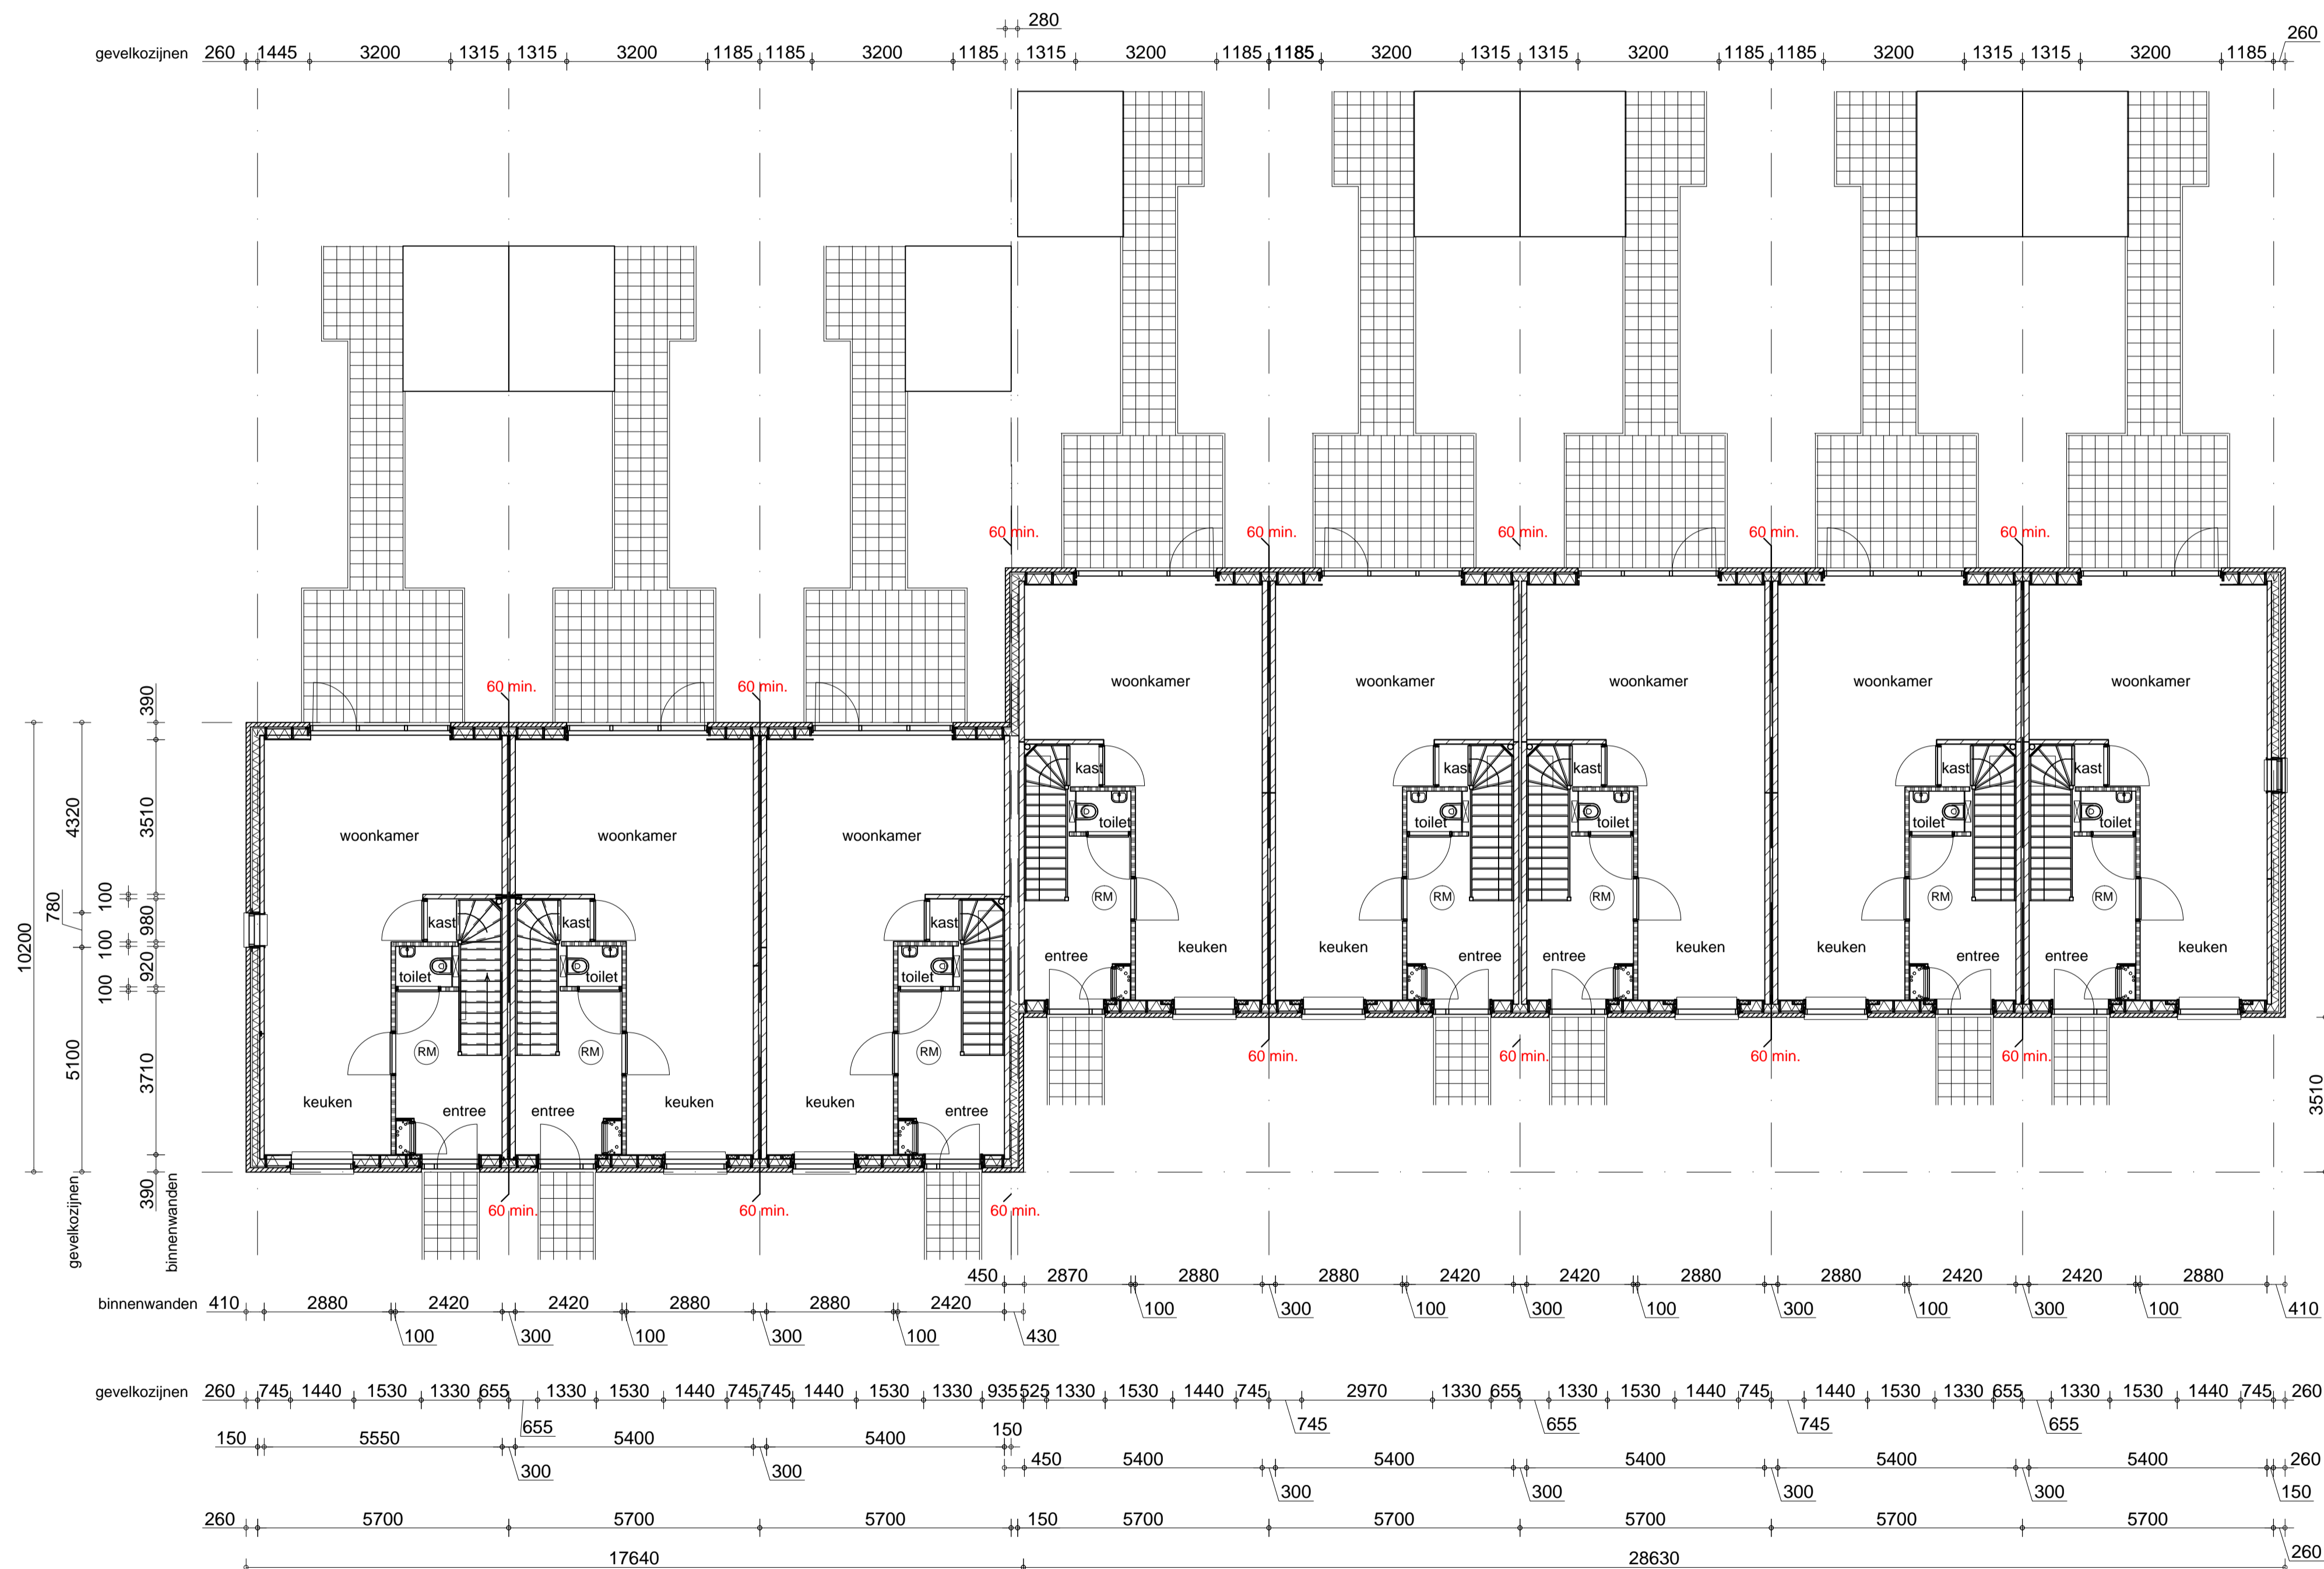 280
gevelkozijnen 260 1445 3200 1315 1315 3200 1185 1185 3200 1185 1315 3200 1185 1185 3200 1315 1315 3200 1185 1185 3200 1315 1315 3200 1185 260
60 min. 60 min. 60 min. 60 min. 60 min.
60 min. 60 min.
woonkamer woonkamer woonkamer woonkamer woonkamer
390
kast kast kast kast kast
4320 3510
toilet toilet toilet toilet toilet
woonkamer woonkamer woonkamer
780 100 980
RM RM RM RM RM
kast kast kast
10200 100 920 100
keuken keuken keuken keuken keuken
entree entree entree entree entree
toilet toilet toilet
5100 3710
RM RM RM
60 min. 60 min. 60 min. 60 min.
3510
keuken keuken keuken
entree entree entree
390
gevelkozijnen binnenwanden
60 min. 60 min. 60 min.
450 2870 2880 2880 2420 2420 2880 2880 2420 2420 2880
100 300 100 300 100 300 100 300 100 410
binnenwanden 410 2880 2420 2420 2880 2880 2420
100 300 100 300 100 430
gevelkozijnen 260 745 1440 1530 1330 655 1330 1530 1440 745 745 1440 1530 1330 935 525 1330 1530 1440 745 2970 1330 655 1330 1530 1440 745 1440 1530 1330 655 1330 1530 1440 745 260
655 745 655 745 655
150 5550 5400 5400 150
300 300
450 5400 5400 5400 5400 5400 260
300 300 300 300 150
260 5700 5700 5700 150 5700 5700 5700 5700 5700
260
17640 28630